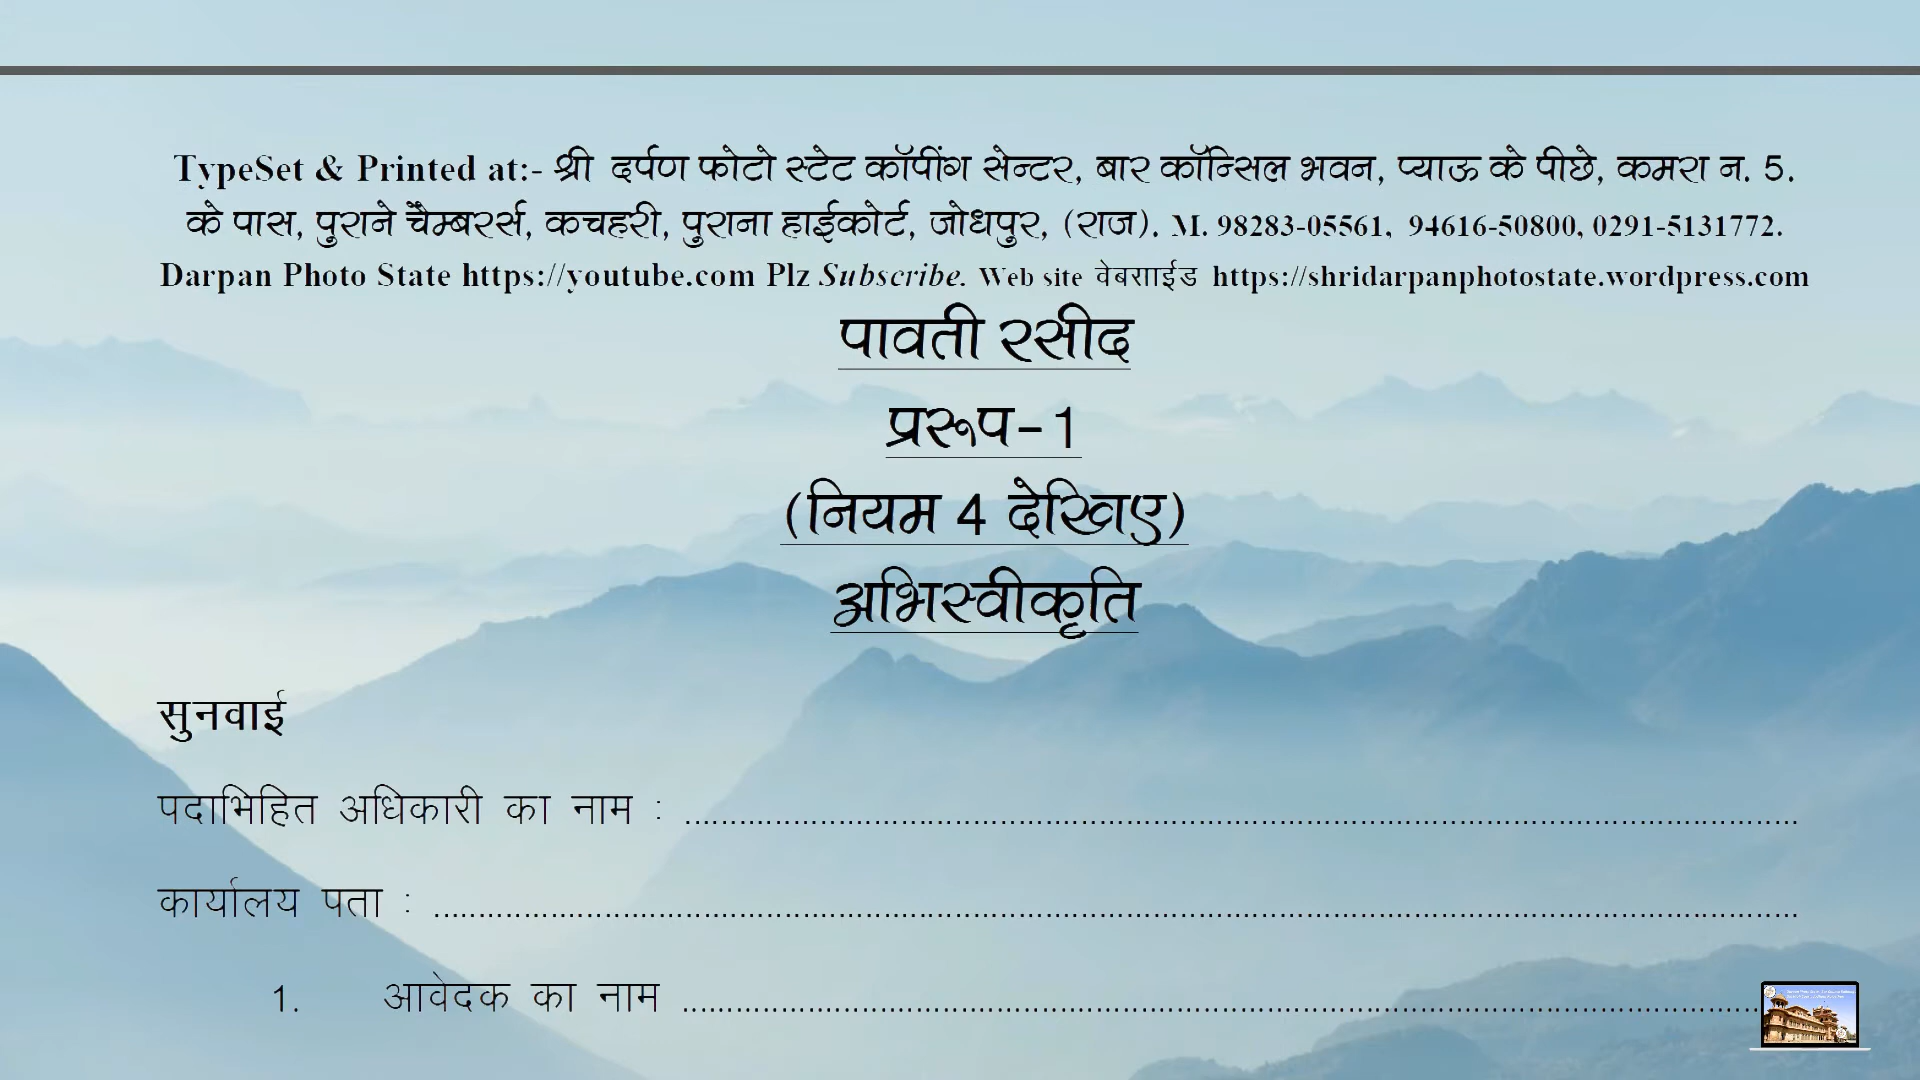 TypeSet & Printed at:- श्री दर्पण फोटो स्टेट कॉपींग सेन्टर, बार कॉन्सिल भवन, प्याऊ के पीछे, कमरा न. 5.
के पास, पुराने चैम्बरर्स, कचहरी, पुराना हाईकोर्ट, जोधपुर, (राज). M. 98283-05561, 94616-50800, 0291-5131772.
Darpan Photo State https://youtube.com Plz Subscribe. Web site वेबसाईड https://shridarpanphotostate.wordpress.com
पावती रसीद
प्ररूप-1
(नियम 4 देखिए)
अभिस्वीकृति
सुनवाई
पदाभिहित अधिकारी का नाम : ........................................................................
कार्यालय पता : ........................................................................
1. आवेदक का नाम ........................................................................